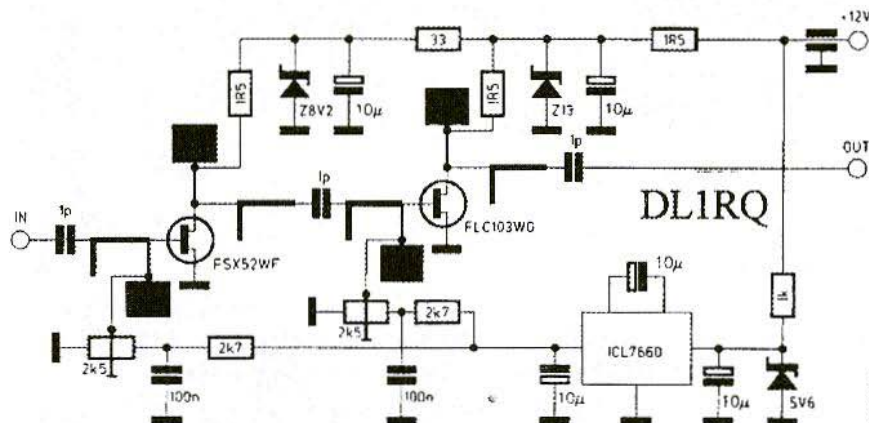 +12V
33
1R5
1R5
Z8V2
10µ
1R5
Z13
10µ
1p
OUT
1p
DL1RQ
IN
1p
FSX52WF
FLC103WG
10µ
1k
2k5
2k7
2k5
2k7
ICL7660
100n
100n
10µ
10µ
5V6